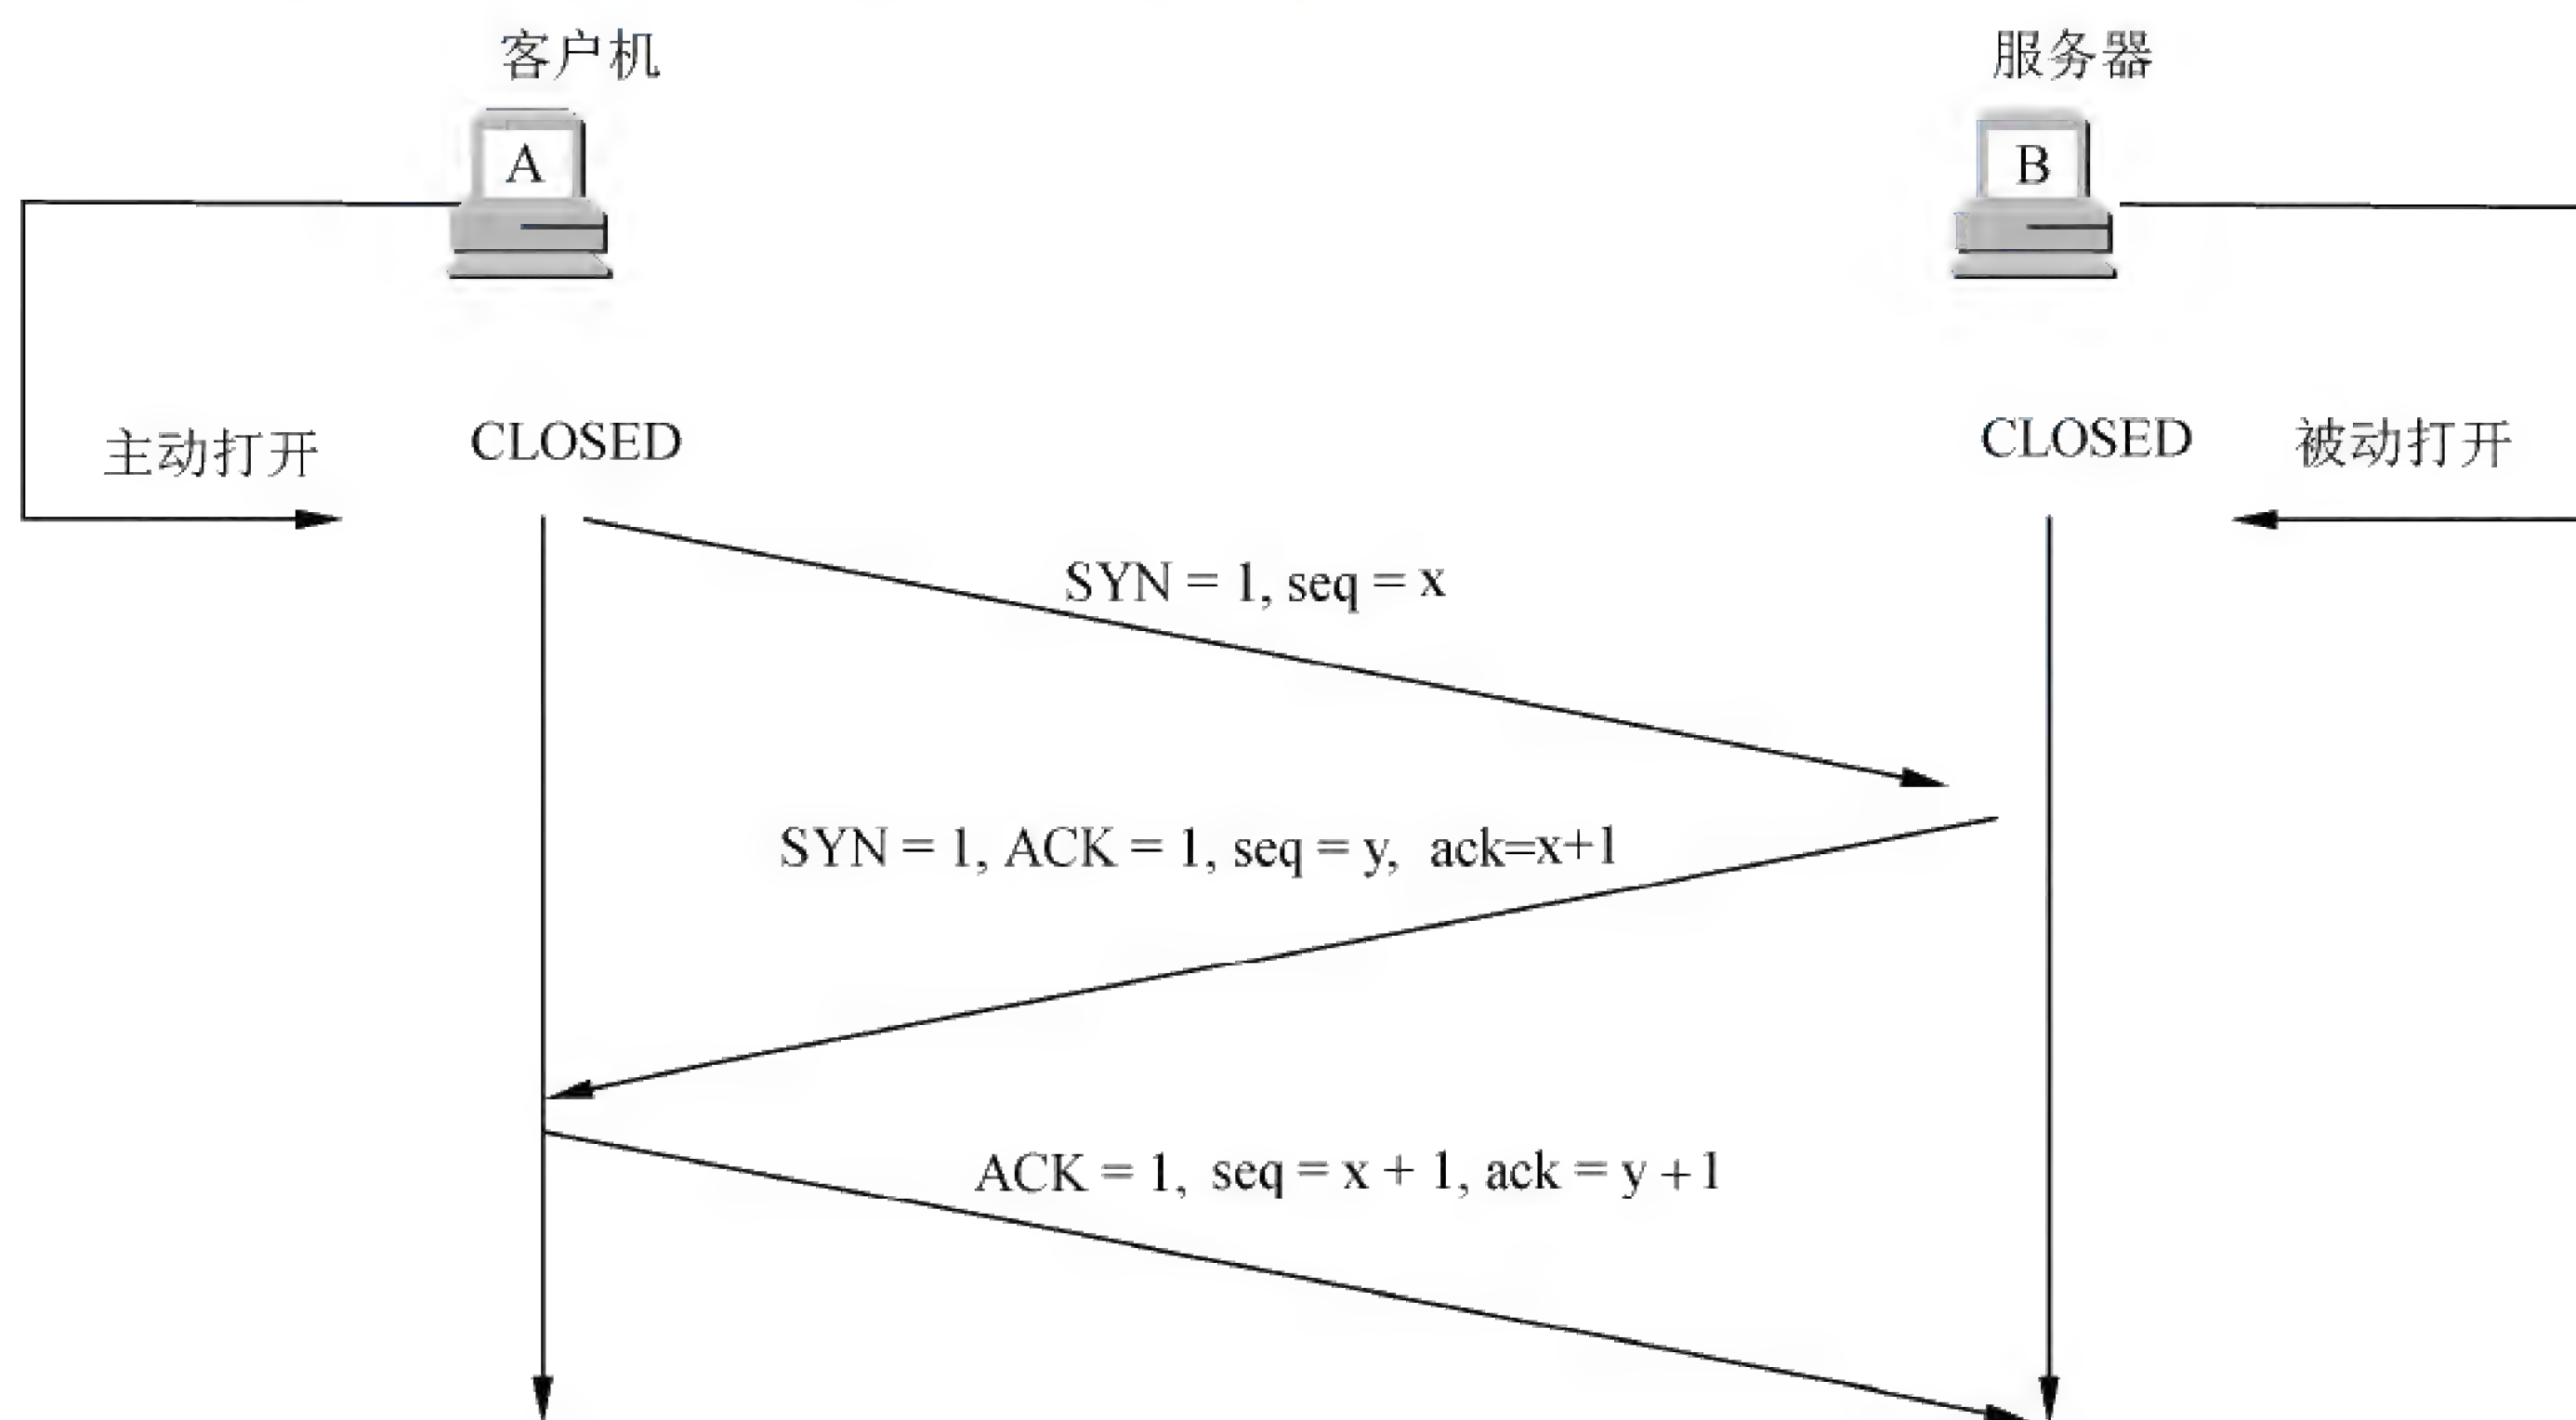 客户机
服务器
A
B
主动打开
CLOSED
CLOSED
被动打开
SYN = 1, seq = x
SYN = 1, ACK = 1, seq = y, ack=x+1
ACK = 1, seq = x + 1, ack = y +1